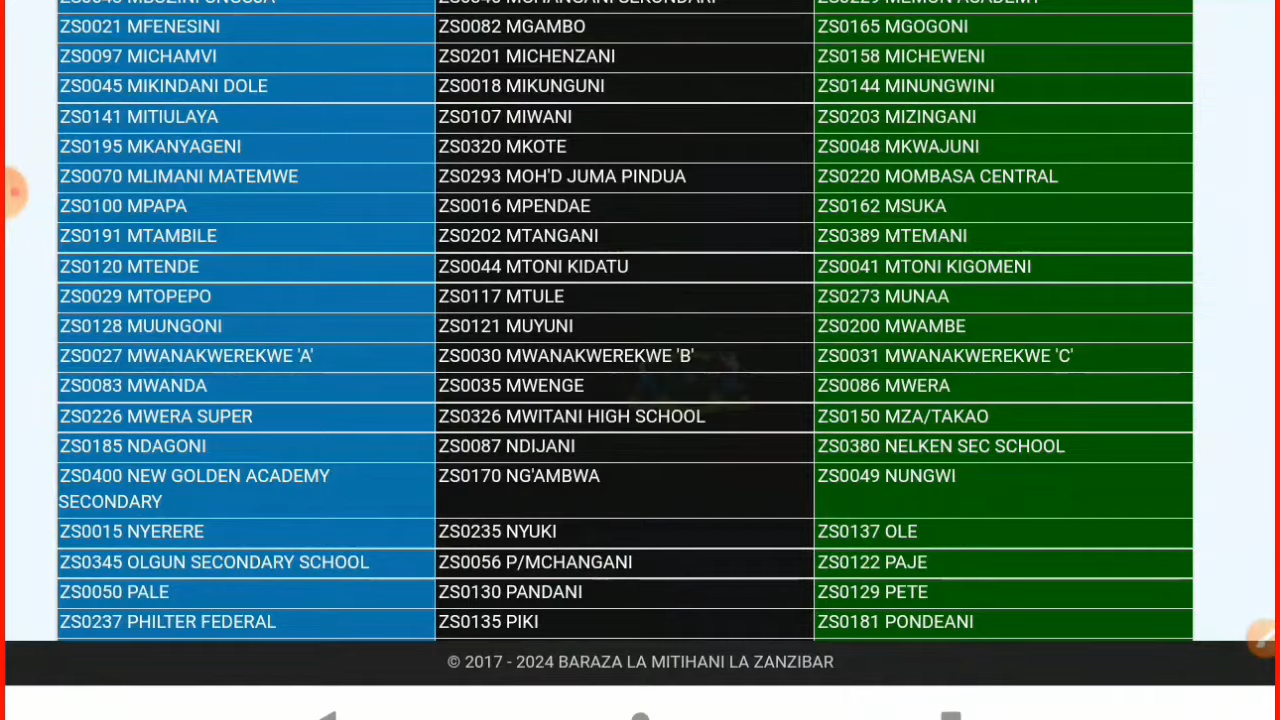 ZS0021 MFENESINI ZS0082 MGAMBO ZS0165 MGOGONI
ZS0097 MICHAMVI ZS0201 MICHENZANI ZS0158 MICHEWENI
ZS0045 MIKINDANI DOLE ZS0018 MIKUNGUNI ZS0144 MINUNGWINI
ZS0141 MITIULAYA ZS0107 MIWANI ZS0203 MIZINGANI
ZS0195 MKANYAGENI ZS0320 MKOTE ZS0048 MKWAJUNI
ZS0070 MLIMANI MATEMWE ZS0293 MOH'D JUMA PINDUA ZS0220 MOMBASA CENTRAL
ZS0100 MPAPA ZS0016 MPENDAE ZS0162 MSUKA
ZS0191 MTAMBILE ZS0202 MTANGANI ZS0389 MTEMANI
ZS0120 MTENDE ZS0044 MTONI KIDATU ZS0041 MTONI KIGOMENI
ZS0029 MTOPEPO ZS0117 MTULE ZS0273 MUNAA
ZS0128 MUUNGONI ZS0121 MUYUNI ZS0200 MWAMBE
ZS0027 MWANAKWEREKWE 'A' ZS0030 MWANAKWEREKWE 'B' ZS0031 MWANAKWEREKWE 'C'
ZS0083 MWANDA ZS0035 MWENGE ZS0086 MWERA
ZS0226 MWERA SUPER ZS0326 MWITANI HIGH SCHOOL ZS0150 MZA/TAKAO
ZS0185 NDAGONI ZS0087 NDIJANI ZS0380 NELKEN SEC SCHOOL
ZS0400 NEW GOLDEN ACADEMY ZS0170 NG'AMBWA ZS0049 NUNGWI
SECONDARY
ZS0015 NYERERE ZS0235 NYUKI ZS0137 OLE
ZS0345 OLGUN SECONDARY SCHOOL ZS0056 P/MCHANGANI ZS0122 PAJE
ZS0050 PALE ZS0130 PANDANI ZS0129 PETE
ZS0237 PHILTER FEDERAL ZS0135 PIKI ZS0181 PONDEANI
© 2017 - 2024 BARAZA LA MITIHANI LA ZANZIBAR